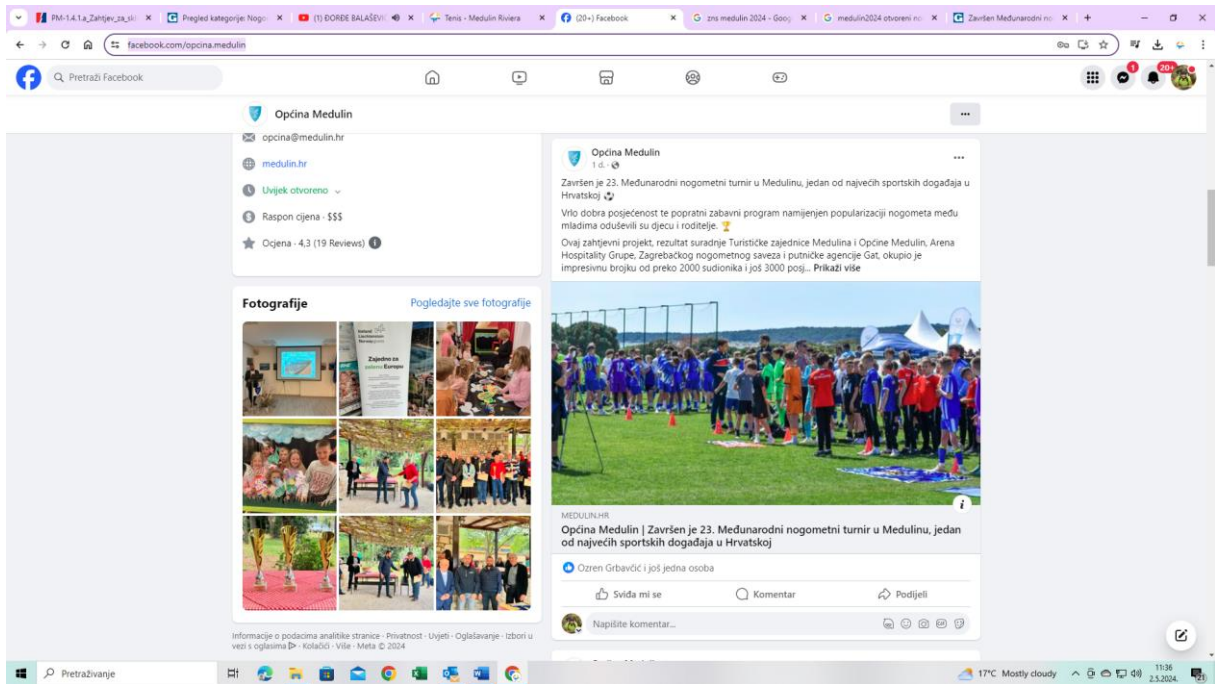 PM-1.4.1.a_Zahtjev_za_skl
Pregled kategorije: Nogo
(1) ĐORĐE BALAŠEVIĆ
Tenis - Medulin Riviera
(20+) Facebook
zns medulin 2024 - Goog
medulin2024 otvoreni no
Završen Međunarodni no
facebook.com/opcina.medulin
Pretraži Facebook
1
20+
Općina Medulin
opcina@medulin.hr
medulin.hr
Uvijek otvoreno
Raspon cijena · $$$
Ocjena · 4,3 (19 Reviews)
Fotografije
Pogledajte sve fotografije
Iceland
Liechtenstein
Norway grants
Zajedno za
zelenu Europu
Informacije o podacima analitike stranice · Privatnost · Uvjeti · Oglašavanje · Izbori u
vezi s oglasima · Kolačići · Više · Meta © 2024
Općina Medulin
1 d. ·
Završen je 23. Međunarodni nogometni turnir u Medulinu, jedan od najvećih sportskih događaja u
Hrvatskoj
Vrlo dobra posjećenost te popratni zabavni program namijenjen popularizaciji nogometa među
mladima oduševili su djecu i roditelje.
Ovaj zahtjevni projekt, rezultat suradnje Turističke zajednice Medulina i Općine Medulin, Arena
Hospitality Grupe, Zagrebačkog nogometnog saveza i putničke agencije Gat, okupio je
impresivnu brojku od preko 2000 sudionika i još 3000 posj... Prikaži više
MEDULIN.HR
Općina Medulin | Završen je 23. Međunarodni nogometni turnir u Medulinu, jedan
od najvećih sportskih događaja u Hrvatskoj
Ozren Grbavčić i još jedna osoba
Sviđa mi se
Komentar
Podijeli
Napišite komentar...
GIF
Pretraživanje
17°C Mostly cloudy
11:36
2.5.2024.
21